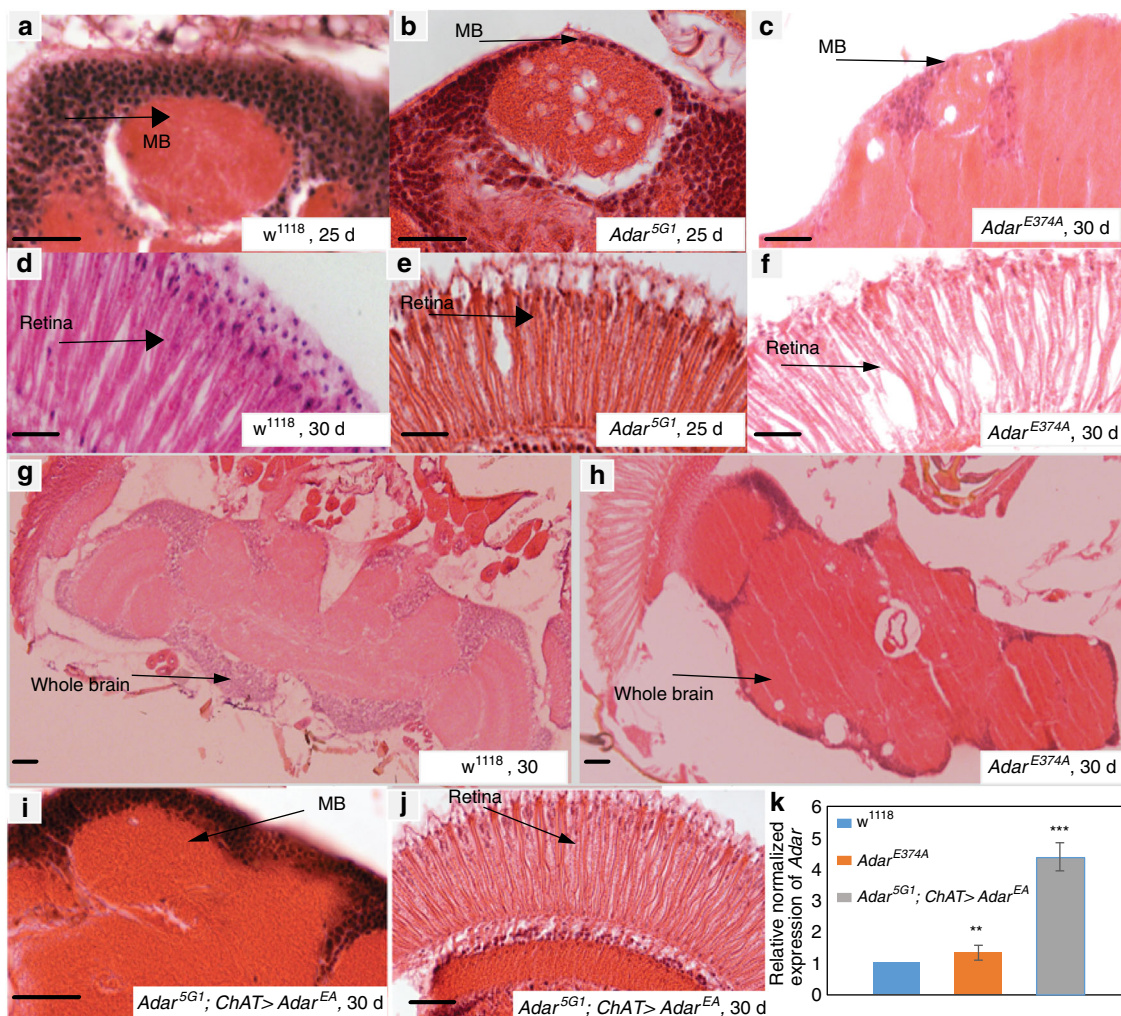 a
MB
w1118, 25 d
b
MB
Adar5G1, 25 d
c
MB
AdarE374A, 30 d
d
Retina
w1118, 30 d
e
Retina
Adar5G1, 25 d
f
Retina
AdarE374A, 30 d
g
Whole brain
w1118, 30
h
Whole brain
AdarE374A, 30 d
i
MB
Adar5G1; ChAT> AdarEA, 30 d
j
Retina
Adar5G1; ChAT> AdarEA, 30 d
k
Relative normalized
expression of Adar
6
5
4
3
2
1
0
w1118
AdarE374A
Adar5G1; ChAT> AdarEA
**
***